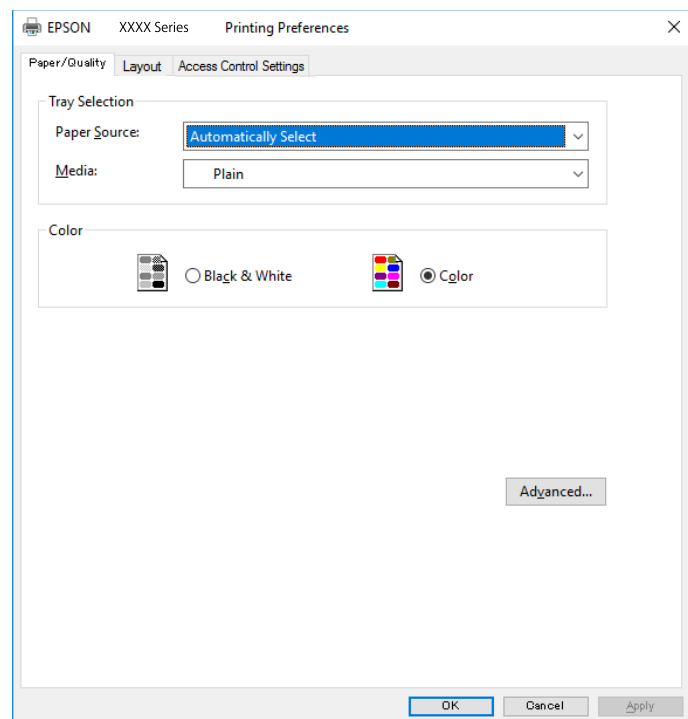 EPSON XXXX Series Printing Preferences
Paper/Quality Layout Access Control Settings
Tray Selection
Paper Source: Automatically Select
Media: Plain
Color
Black & White Color
Advanced...
OK Cancel Apply